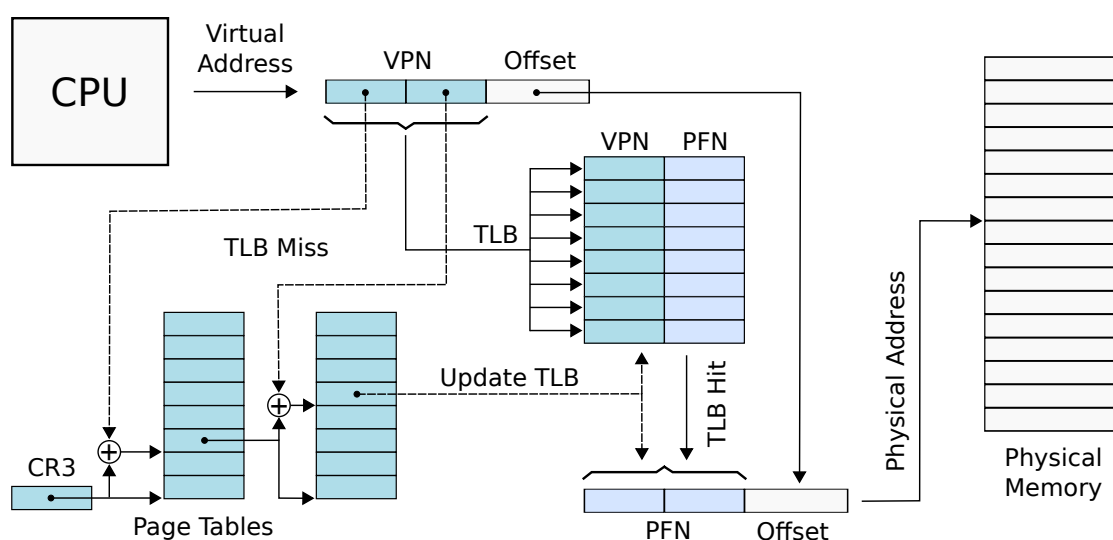 CPU
Virtual
Address
VPN
Offset
VPN
PFN
TLB
TLB Miss
Update TLB
TLB Hit
CR3
Page Tables
PFN
Offset
Physical Address
Physical
Memory